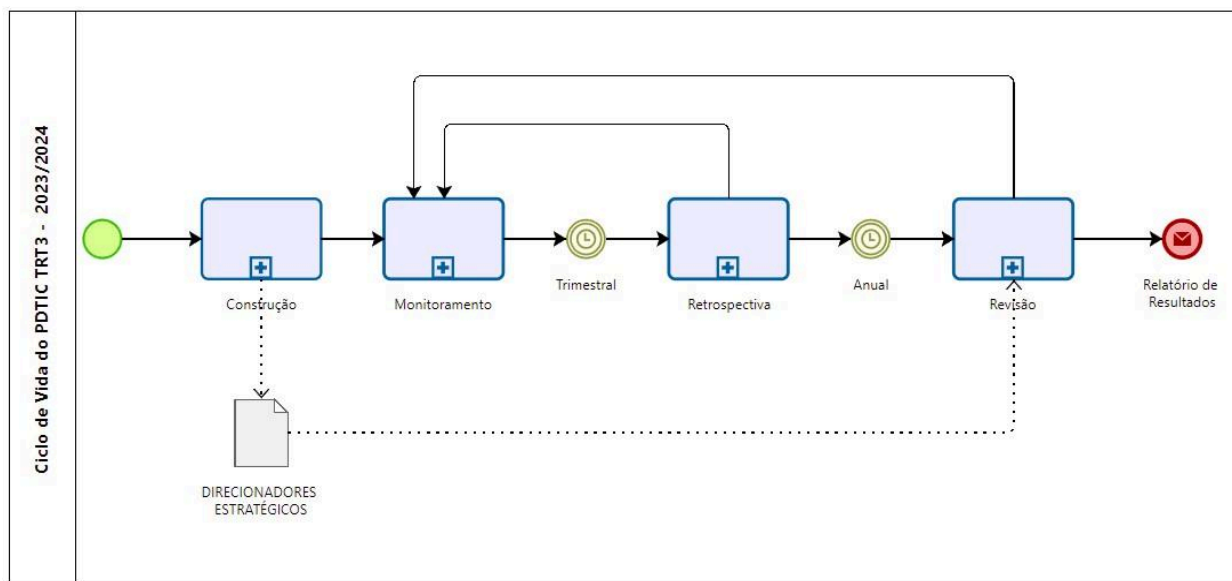 Ciclo de Vida do PDTIC TRT3 - 2023/2024
Construção
Monitoramento
Trimestral
Retrospectiva
Anual
Revisão
Relatório de
Resultados
DIRECIONADORES
ESTRATÉGICOS